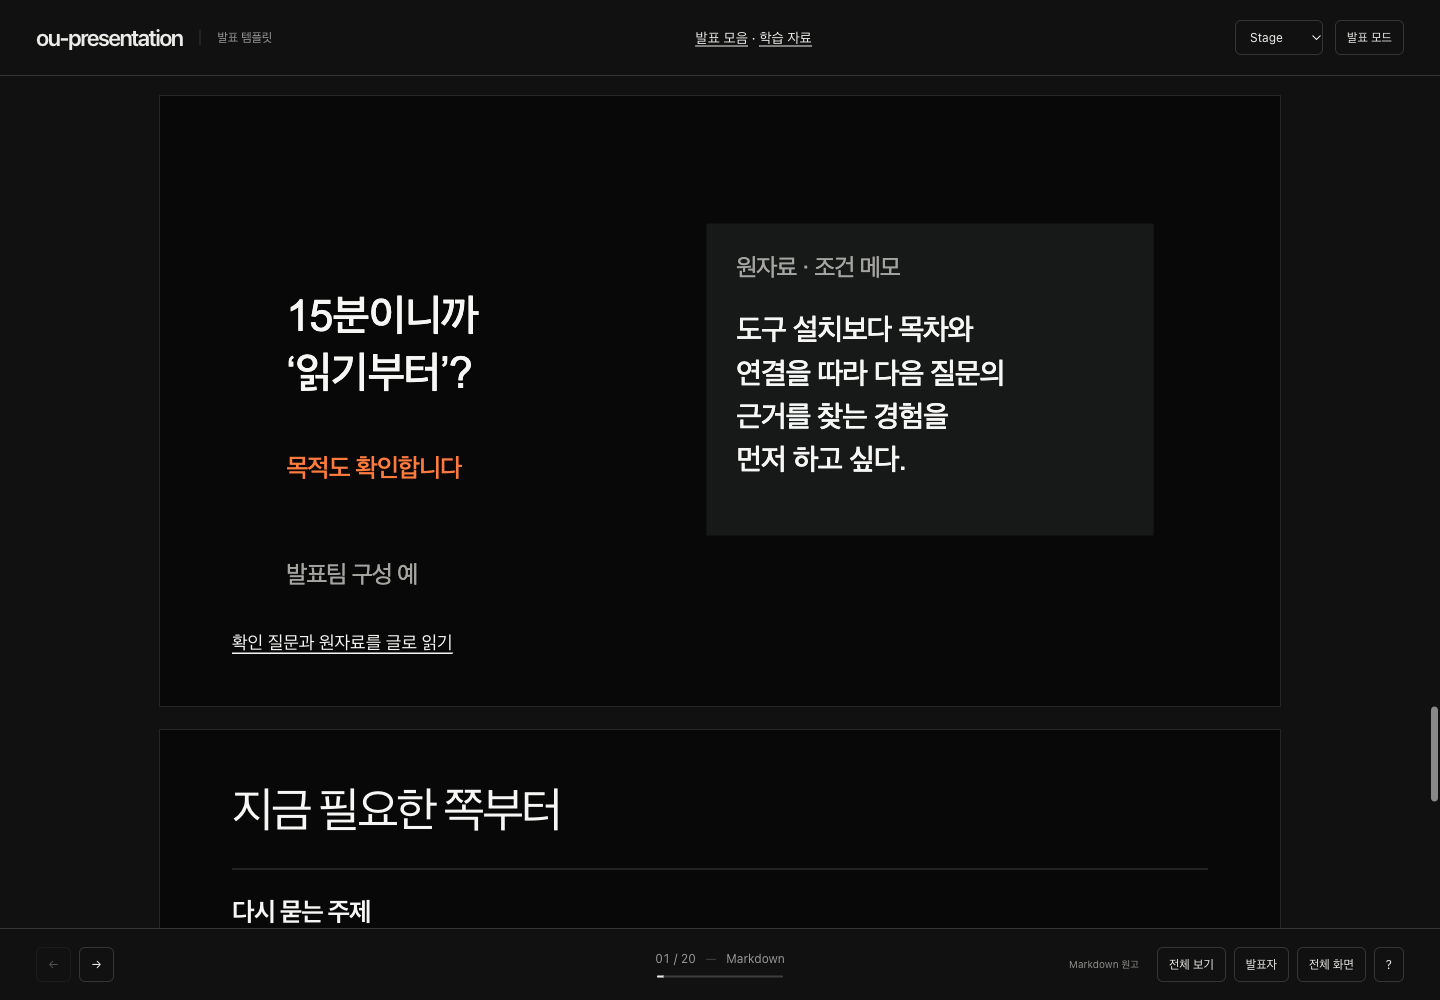 ou-presentation
발표 템플릿
발표 모음 · 학습 자료
Stage
발표 모드
15분이니까
‘읽기부터’?
목적도 확인합니다
발표팀 구성 예
확인 질문과 원자료를 글로 읽기
원자료 · 조건 메모
도구 설치보다 목차와
연결을 따라 다음 질문의
근거를 찾는 경험을
먼저 하고 싶다.
지금 필요한 쪽부터
다시 묻는 주제
←
→
01 / 20 — Markdown
Markdown 원고
전체 보기
발표자
전체 화면
?